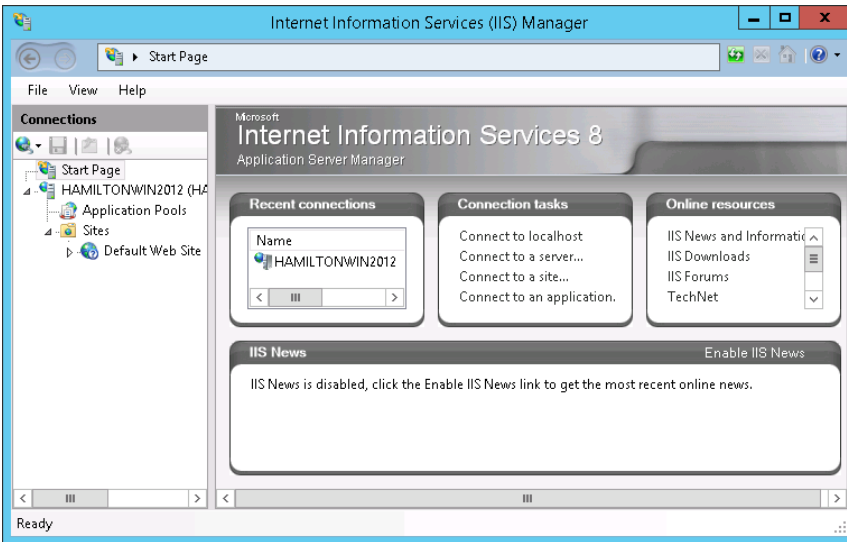 Internet Information Services (IIS) Manager
Start Page
File View Help
Connections
Start Page
HAMILTONWIN2012 (HA
Application Pools
Sites
Default Web Site
Microsoft
Internet Information Services 8
Application Server Manager
Recent connections
Name
HAMILTONWIN2012
Connection tasks
Connect to localhost
Connect to a server...
Connect to a site...
Connect to an application.
Online resources
IIS News and Informatic
IIS Downloads
IIS Forums
TechNet
IIS News
Enable IIS News
IIS News is disabled, click the Enable IIS News link to get the most recent online news.
Ready